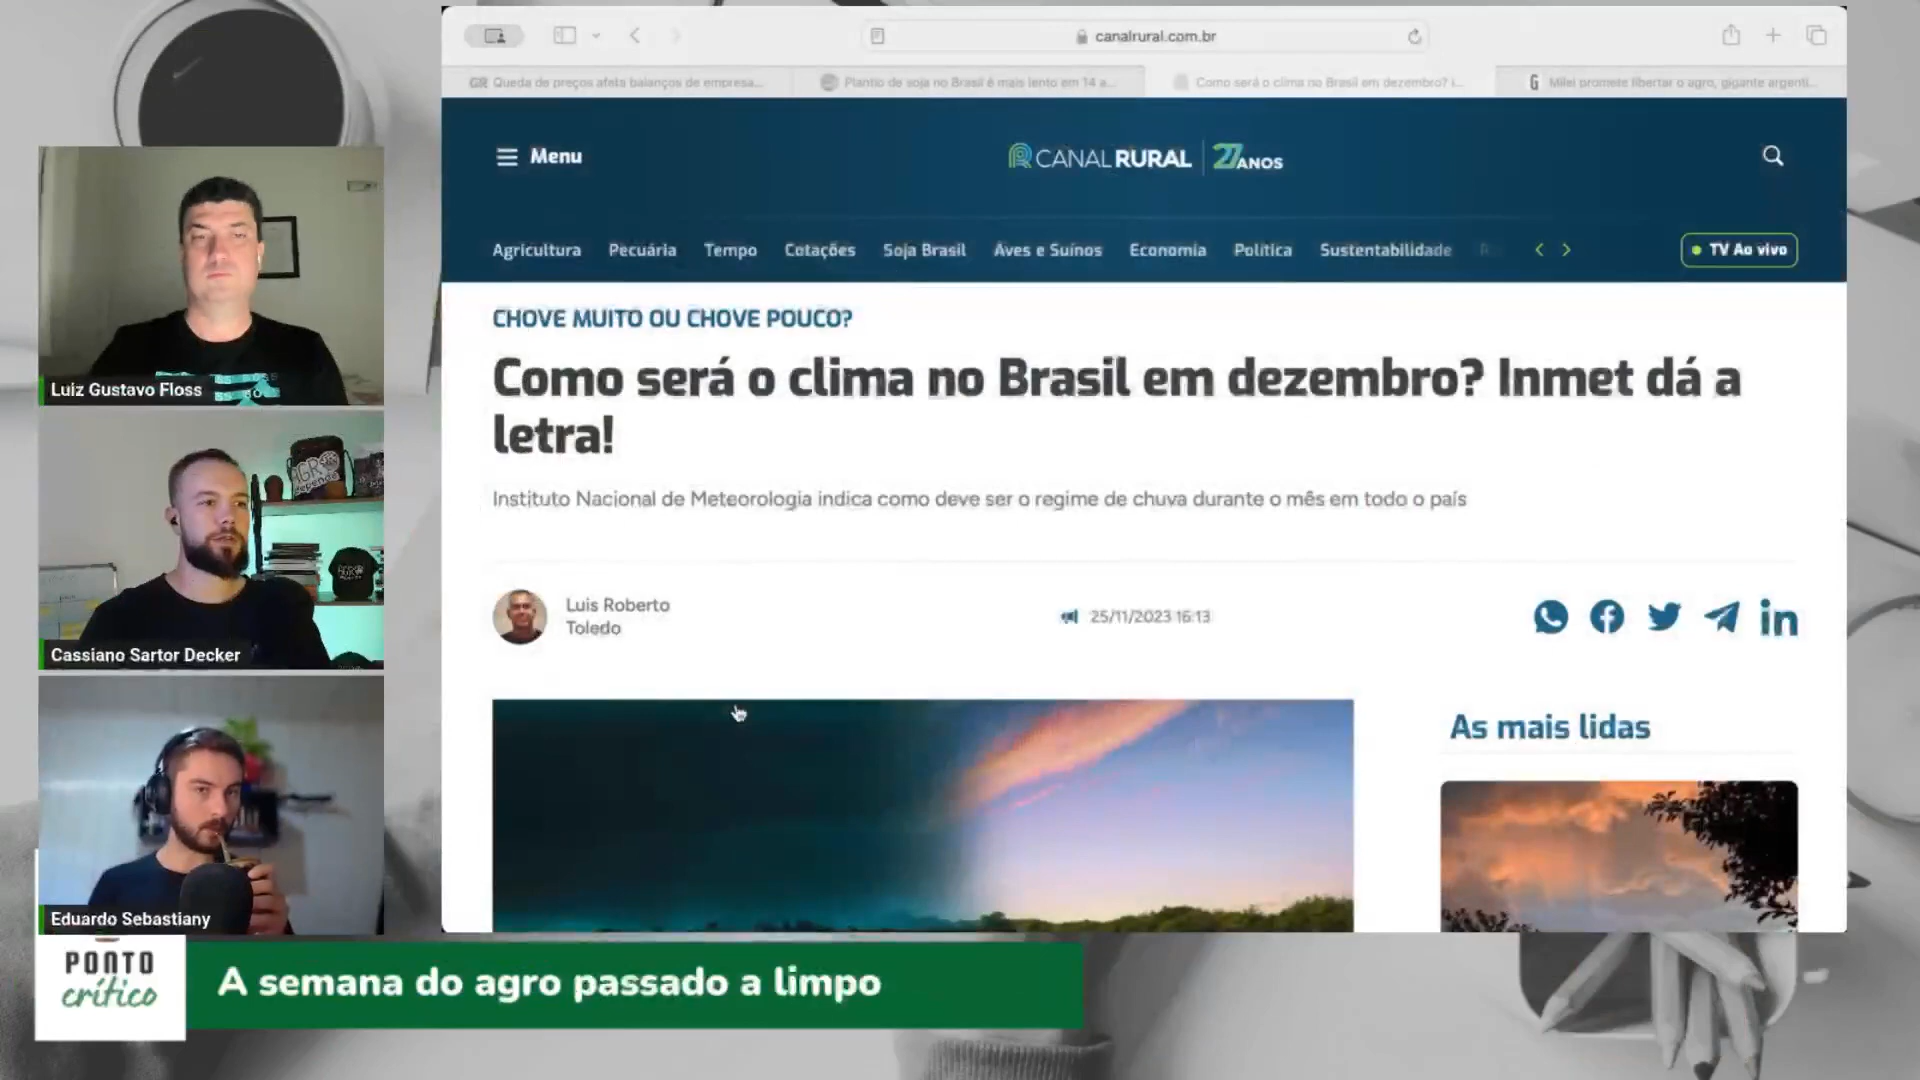 canalrural.com.br
GR Queda de preços afeta balanços de empresa...
Plantio de soja no Brasil é mais lento em 14 a...
Como será o clima no Brasil em dezembro? I...
G Milei promete libertar o agro, gigante argenti...
Menu
CANAL RURAL 27 ANOS
Agricultura Pecuária Tempo Cotações Soja Brasil Aves e Suínos Economia Política Sustentabilidade
TV Ao vivo
CHOVE MUITO OU CHOVE POUCO?
Como será o clima no Brasil em dezembro? Inmet dá a
letra!
Instituto Nacional de Meteorologia indica como deve ser o regime de chuva durante o mês em todo o país
Luis Roberto
Toledo
25/11/2023 16:13
As mais lidas
Luiz Gustavo Floss
AGRO
Cassiano Sartor Decker
Eduardo Sebastiany
PONTO
crítico
A semana do agro passado a limpo